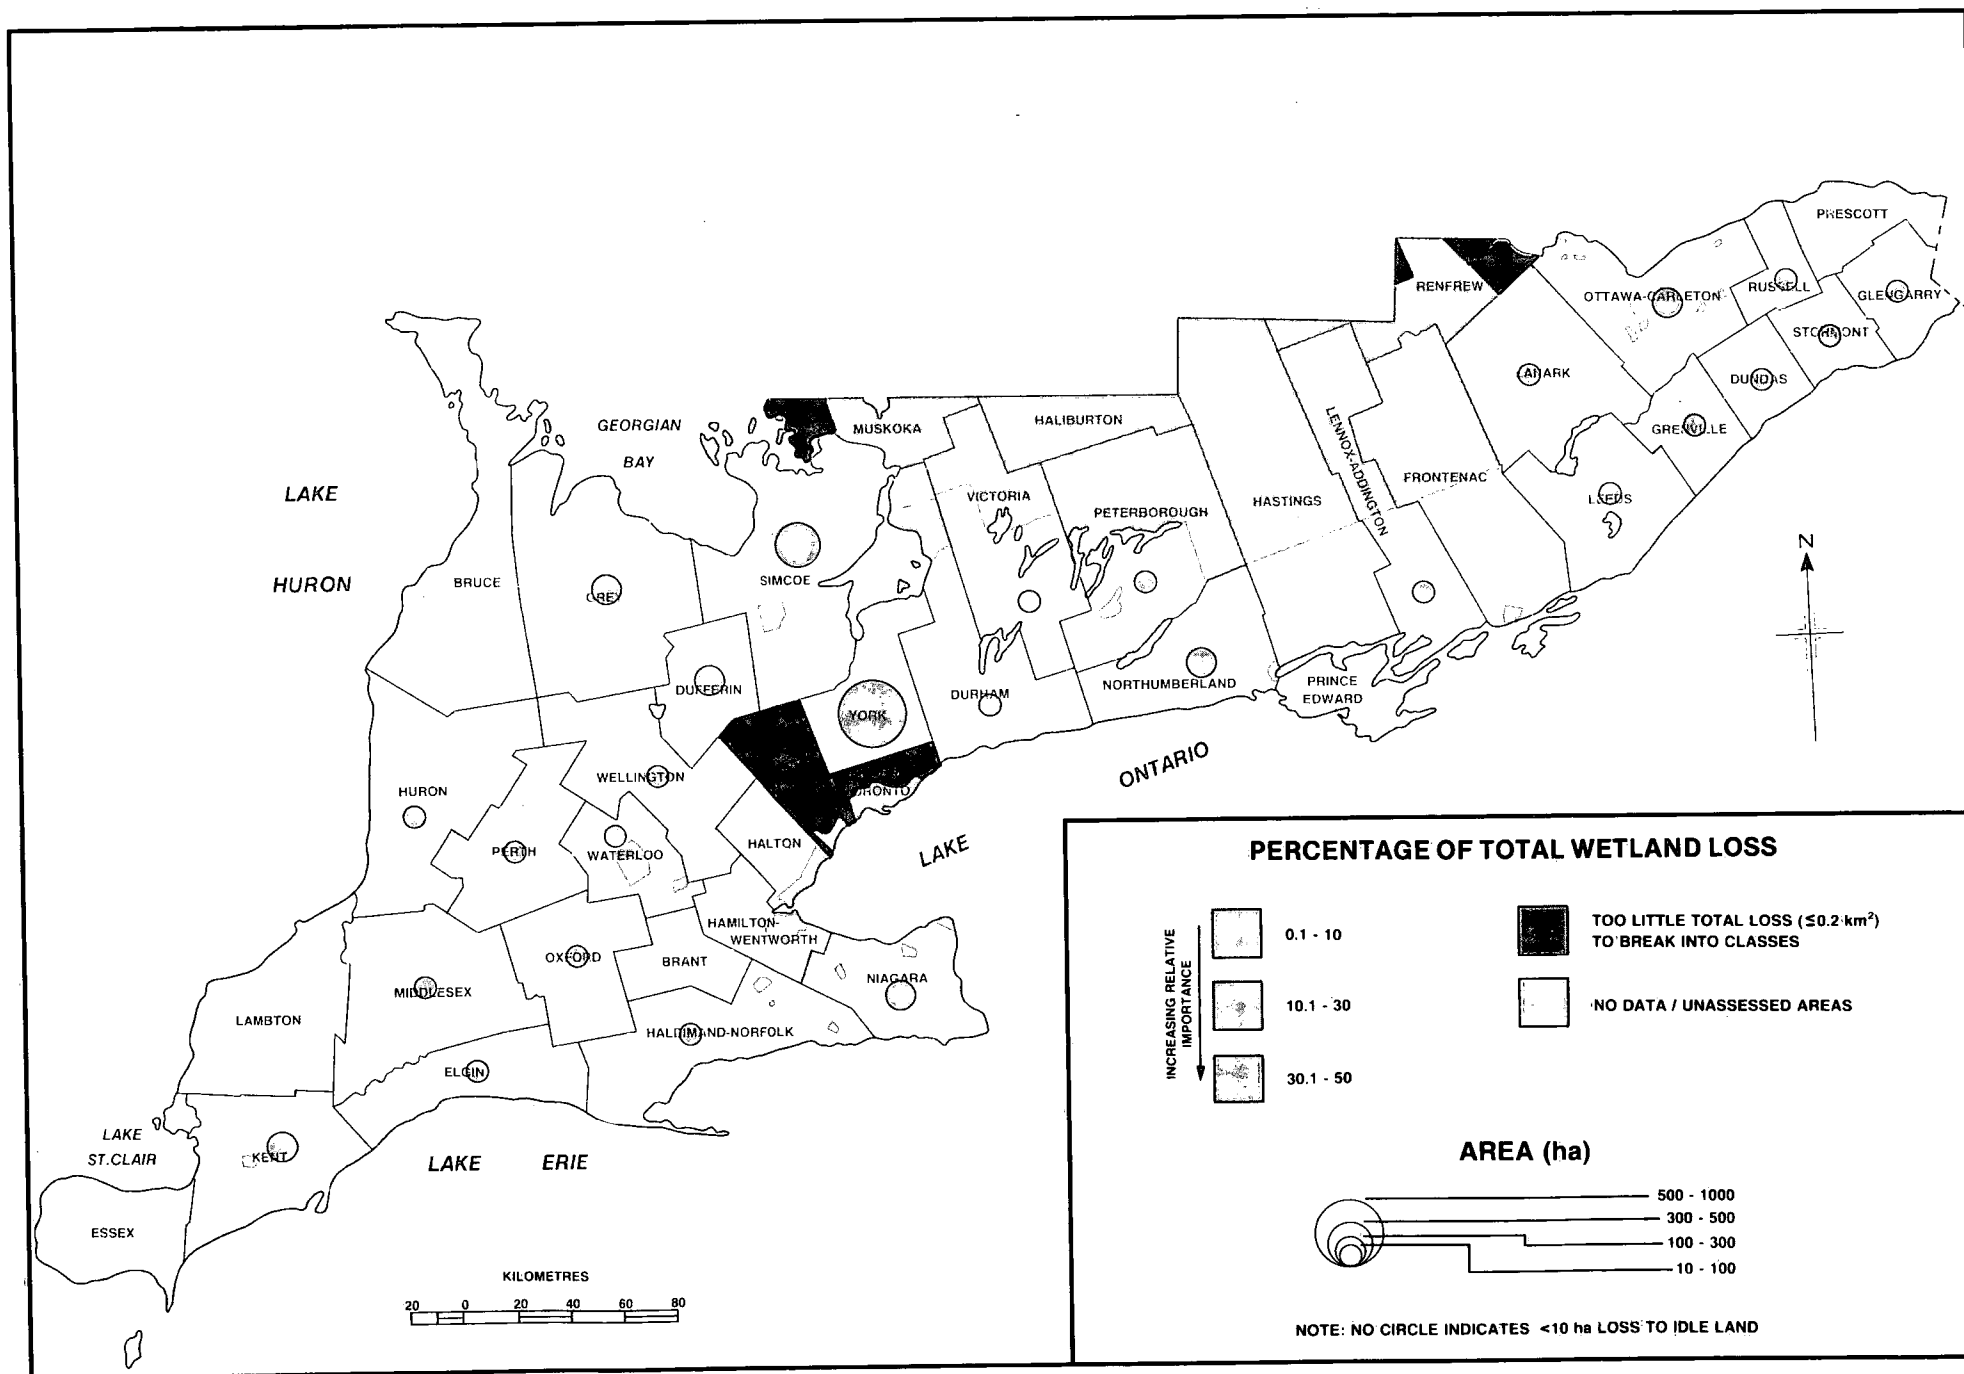 PRESCOTT
RENFREW
OTTAWA-CARLETON
RUSSELL
GLENGARRY
STORMONT
LANARK
DUNDAS
GRENVILLE
LEEDS
GEORGIAN
BAY
MUSKOKA
HALIBURTON
LENNOX-ADDINGTON
FRONTENAC
HASTINGS
VICTORIA
PETERBOROUGH
LAKE
HURON
BRUCE
GREY
SIMCOE
N
DUFFERIN
YORK
DURHAM
NORTHUMBERLAND
PRINCE
EDWARD
WELLINGTON
HURON
TORONTO
LAKE
ONTARIO
PERTH
WATERLOO
HALTON
HAMILTON-
WENTWORTH
OXFORD
BRANT
NIAGARA
MIDDLESEX
LAMBTON
HALDIMAND-NORFOLK
ELGIN
KENT
LAKE
ST.CLAIR
LAKE ERIE
ESSEX
KILOMETRES
20 0 20 40 60 80
PERCENTAGE OF TOTAL WETLAND LOSS
INCREASING RELATIVE
IMPORTANCE
0.1 - 10
10.1 - 30
30.1 - 50
TOO LITTLE TOTAL LOSS (≤0.2 km²)
TO BREAK INTO CLASSES
NO DATA / UNASSESSED AREAS
AREA (ha)
500 - 1000
300 - 500
100 - 300
10 - 100
NOTE: NO CIRCLE INDICATES <10 ha LOSS TO IDLE LAND